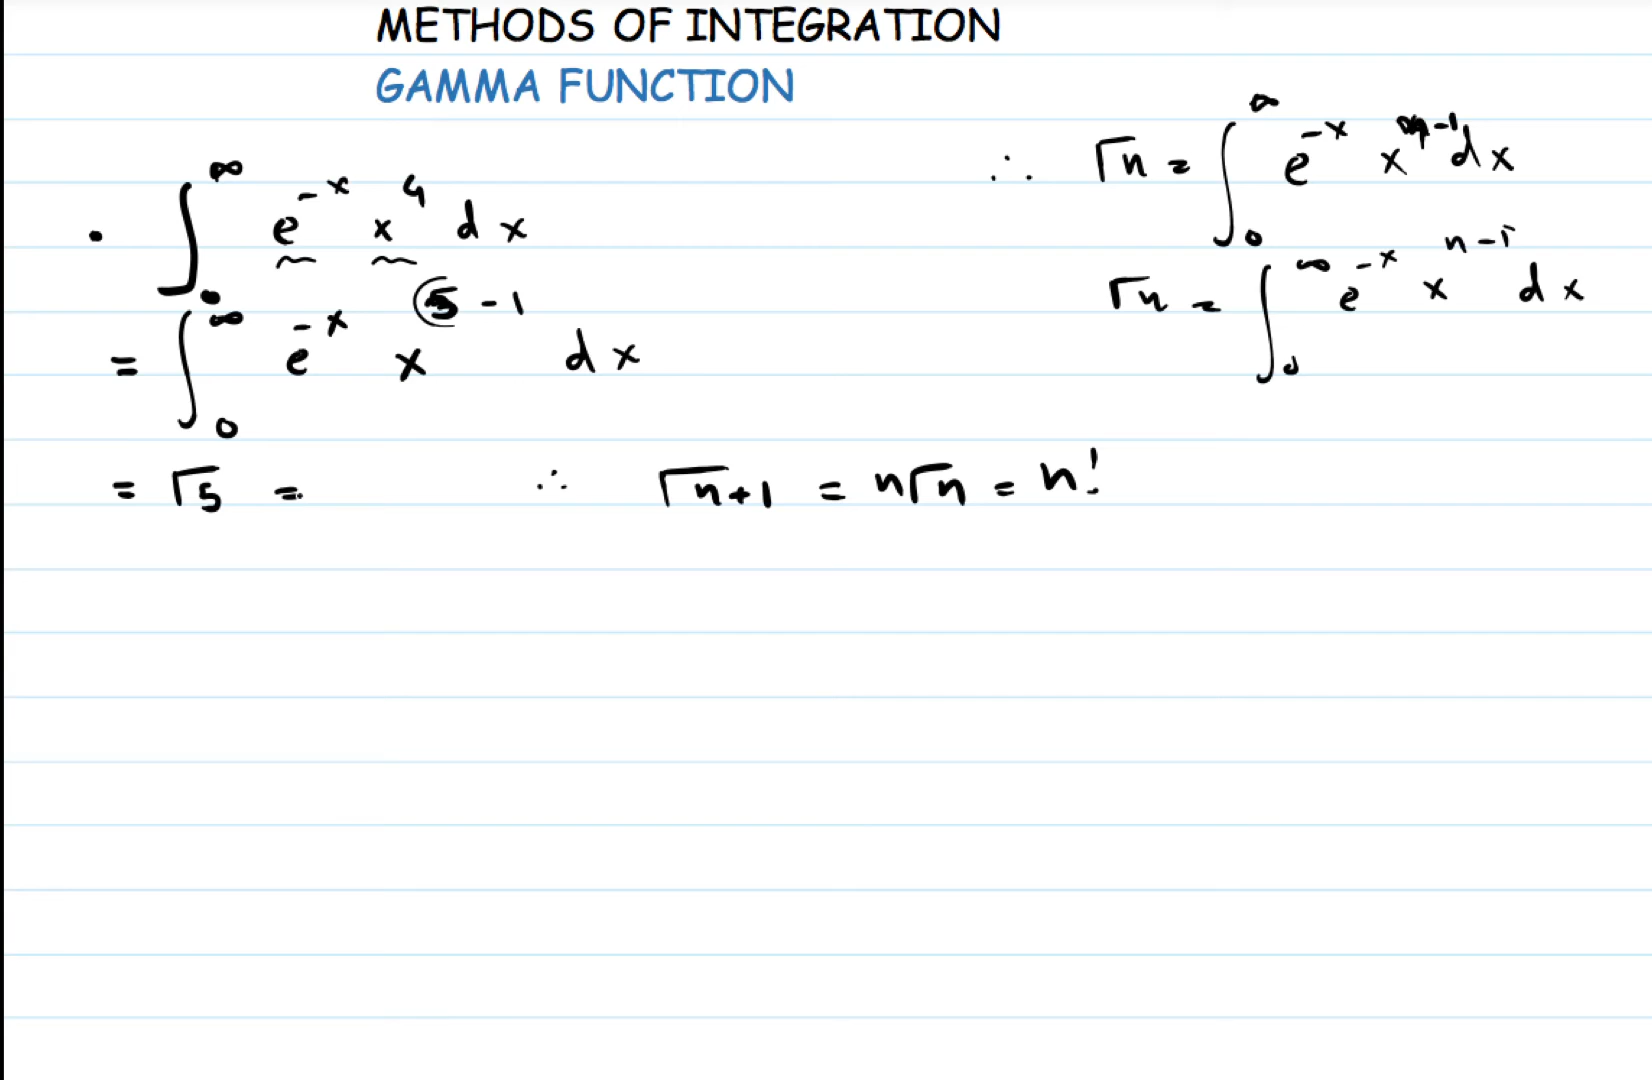 METHODS OF INTEGRATION
GAMMA FUNCTION
• ∫₀^∞ e^{-x} x^4 dx
= ∫₀^∞ e^{-x} x^{5-1} dx
= Γ5 = ∴ Γn+1 = nΓn = n!
∴ Γn = ∫₀^∞ e^{-x} x^{n-1} dx
Γn = ∫₀^∞ e^{-x} x^{n-1} dx